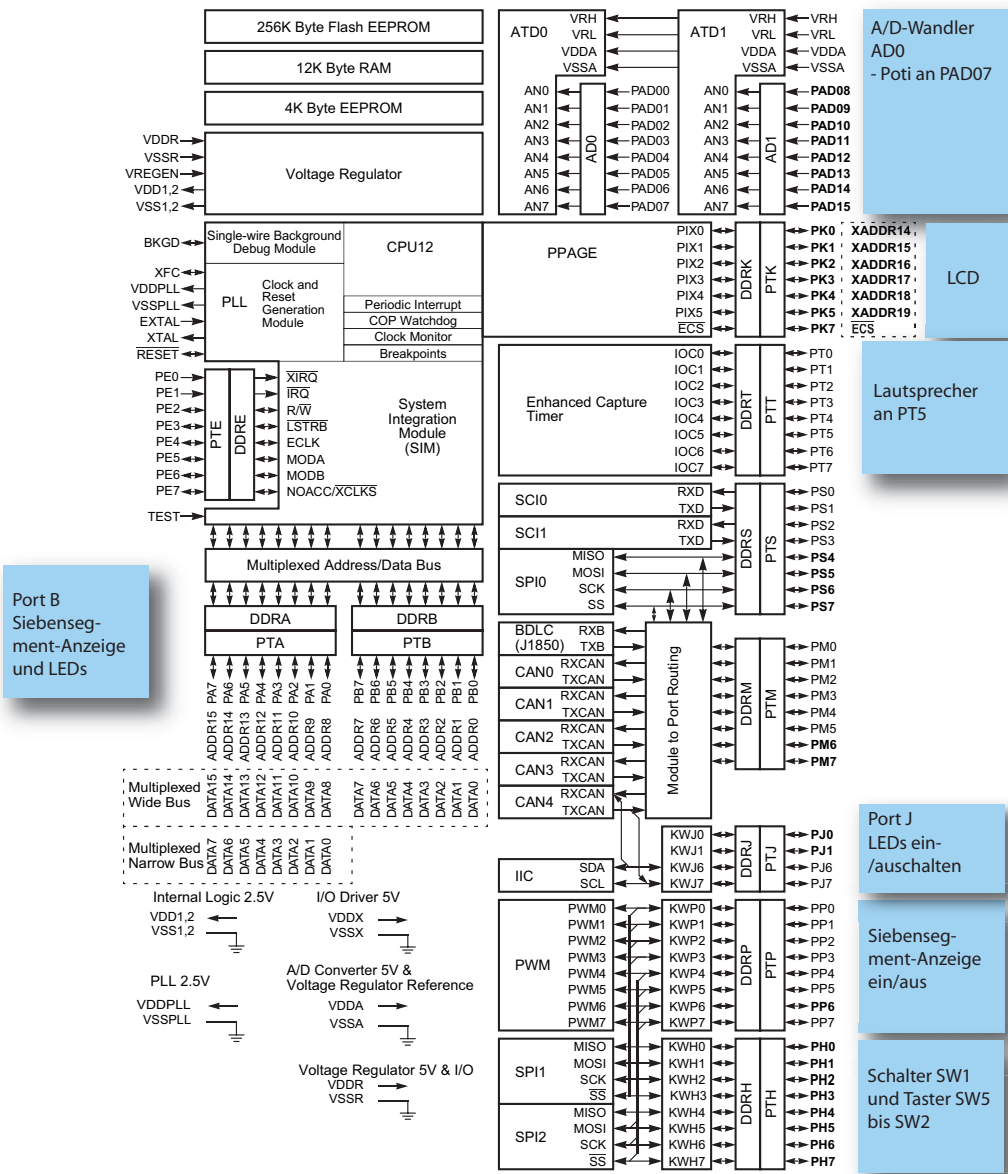 256K Byte Flash EEPROM
12K Byte RAM
4K Byte EEPROM
VDDR
VSSR
VREGEN
VDD1,2
VSS1,2
Voltage Regulator
BKGD
XFC
VDDPLL
VSSPLL
EXTAL
XTAL
RESET
Single-wire Background
Debug Module
CPU12
PLL
Clock and
Reset
Generation
Module
Periodic Interrupt
COP Watchdog
Clock Monitor
Breakpoints
PE0
PE1
PE2
PE3
PE4
PE5
PE6
PE7
TEST
PTE
DDRE
XIRQ
IRQ
R/W
LSTRB
ECLK
MODA
MODB
NOACC/XCLKS
System
Integration
Module
(SIM)
Multiplexed Address/Data Bus
DDRA
PTA
DDRB
PTB
PA7
PA6
PA5
PA4
PA3
PA2
PA1
PA0
PB7
PB6
PB5
PB4
PB3
PB2
PB1
PB0
ADDR15
ADDR14
ADDR13
ADDR12
ADDR11
ADDR10
ADDR9
ADDR8
ADDR7
ADDR6
ADDR5
ADDR4
ADDR3
ADDR2
ADDR1
ADDR0
Multiplexed
Wide Bus
DATA15
DATA14
DATA13
DATA12
DATA11
DATA10
DATA9
DATA8
DATA7
DATA6
DATA5
DATA4
DATA3
DATA2
DATA1
DATA0
Multiplexed
Narrow Bus
DATA7
DATA6
DATA5
DATA4
DATA3
DATA2
DATA1
DATA0
Internal Logic 2.5V
VDD1,2
VSS1,2
I/O Driver 5V
VDDX
VSSX
PLL 2.5V
VDDPLL
VSSPLL
A/D Converter 5V &
Voltage Regulator Reference
VDDA
VSSA
Voltage Regulator 5V & I/O
VDDR
VSSR
ATD0
VRH
VRL
VDDA
VSSA
AN0
AN1
AN2
AN3
AN4
AN5
AN6
AN7
AD0
PAD00
PAD01
PAD02
PAD03
PAD04
PAD05
PAD06
PAD07
ATD1
VRH
VRL
VDDA
VSSA
AN0
AN1
AN2
AN3
AN4
AN5
AN6
AN7
AD1
VRH
VRL
VDDA
VSSA
PAD08
PAD09
PAD10
PAD11
PAD12
PAD13
PAD14
PAD15
PPAGE
PIX0
PIX1
PIX2
PIX3
PIX4
PIX5
ECS
DDRK
PTK
PK0 XADDR14
PK1 XADDR15
PK2 XADDR16
PK3 XADDR17
PK4 XADDR18
PK5 XADDR19
PK7 ECS
Enhanced Capture
Timer
IOC0
IOC1
IOC2
IOC3
IOC4
IOC5
IOC6
IOC7
DDRT
PTT
PT0
PT1
PT2
PT3
PT4
PT5
PT6
PT7
SCI0
RXD
TXD
SCI1
RXD
TXD
SPI0
MISO
MOSI
SCK
SS
DDRS
PTS
PS0
PS1
PS2
PS3
PS4
PS5
PS6
PS7
BDLC
(J1850)
RXB
TXB
CAN0
RXCAN
TXCAN
CAN1
RXCAN
TXCAN
CAN2
RXCAN
TXCAN
CAN3
RXCAN
TXCAN
CAN4
RXCAN
TXCAN
Module to Port Routing
DDRM
PTM
PM0
PM1
PM2
PM3
PM4
PM5
PM6
PM7
IIC
SDA
SCL
KWJ0
KWJ1
KWJ6
KWJ7
DDRJ
PTJ
PJ0
PJ1
PJ6
PJ7
PWM
PWM0
PWM1
PWM2
PWM3
PWM4
PWM5
PWM6
PWM7
KWP0
KWP1
KWP2
KWP3
KWP4
KWP5
KWP6
KWP7
DDRP
PTP
PP0
PP1
PP2
PP3
PP4
PP5
PP6
PP7
SPI1
MISO
MOSI
SCK
SS
SPI2
MISO
MOSI
SCK
SS
KWH0
KWH1
KWH2
KWH3
KWH4
KWH5
KWH6
KWH7
DDRH
PTH
PH0
PH1
PH2
PH3
PH4
PH5
PH6
PH7
A/D-Wandler
AD0
- Poti an PAD07
LCD
Lautsprecher
an PT5
Port B
Siebenseg-
ment-Anzeige
und LEDs
Port J
LEDs ein-
/auschalten
Siebenseg-
ment-Anzeige
ein/aus
Schalter SW1
und Taster SW5
bis SW2